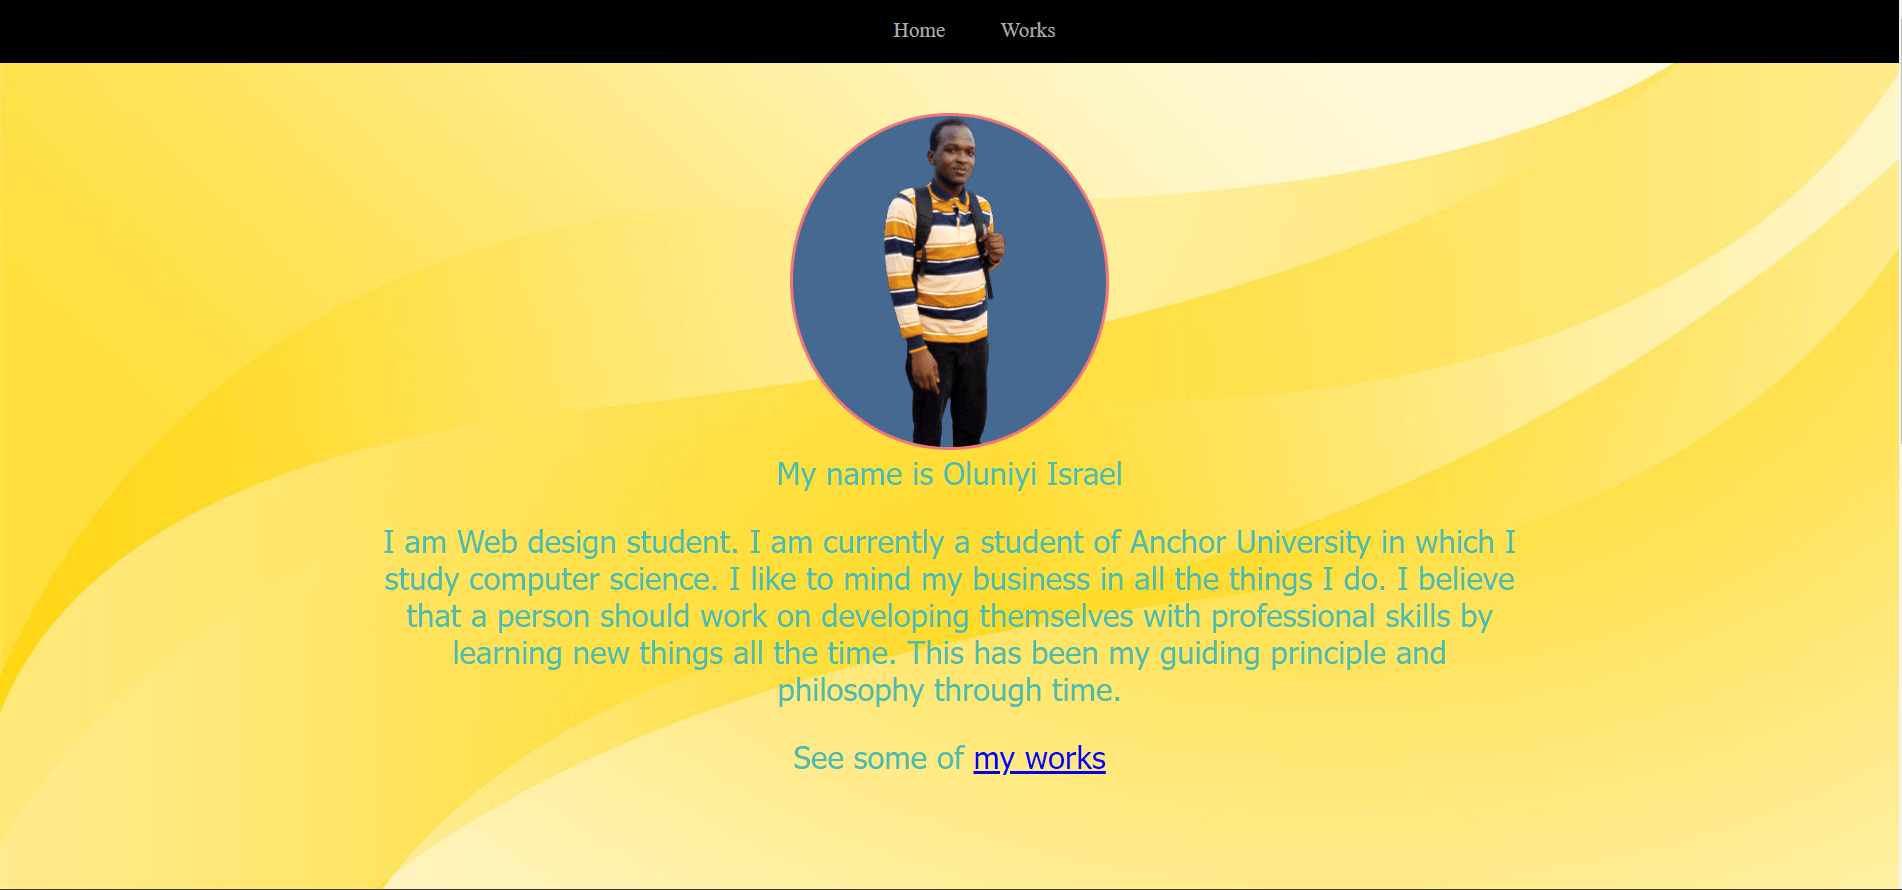 Home Works
My name is Oluniyi Israel
I am Web design student. I am currently a student of Anchor University in which I
study computer science. I like to mind my business in all the things I do. I believe
that a person should work on developing themselves with professional skills by
learning new things all the time. This has been my guiding principle and
philosophy through time.
See some of my works